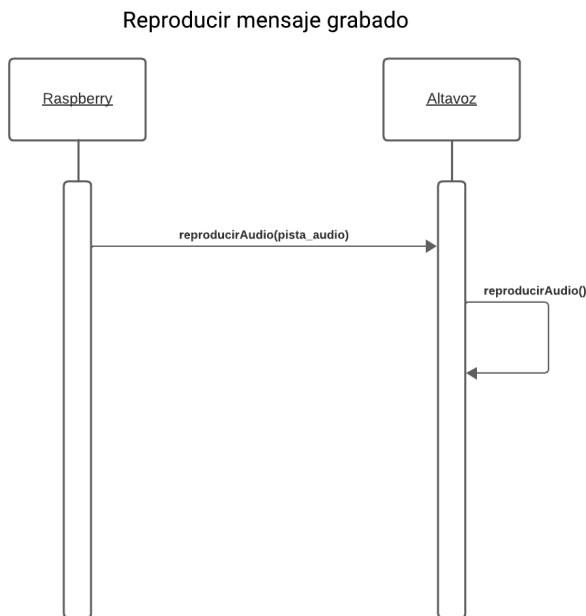 Reproducir mensaje grabado
Raspberry
Altavoz
reproducirAudio(pista_audio)
reproducirAudio()